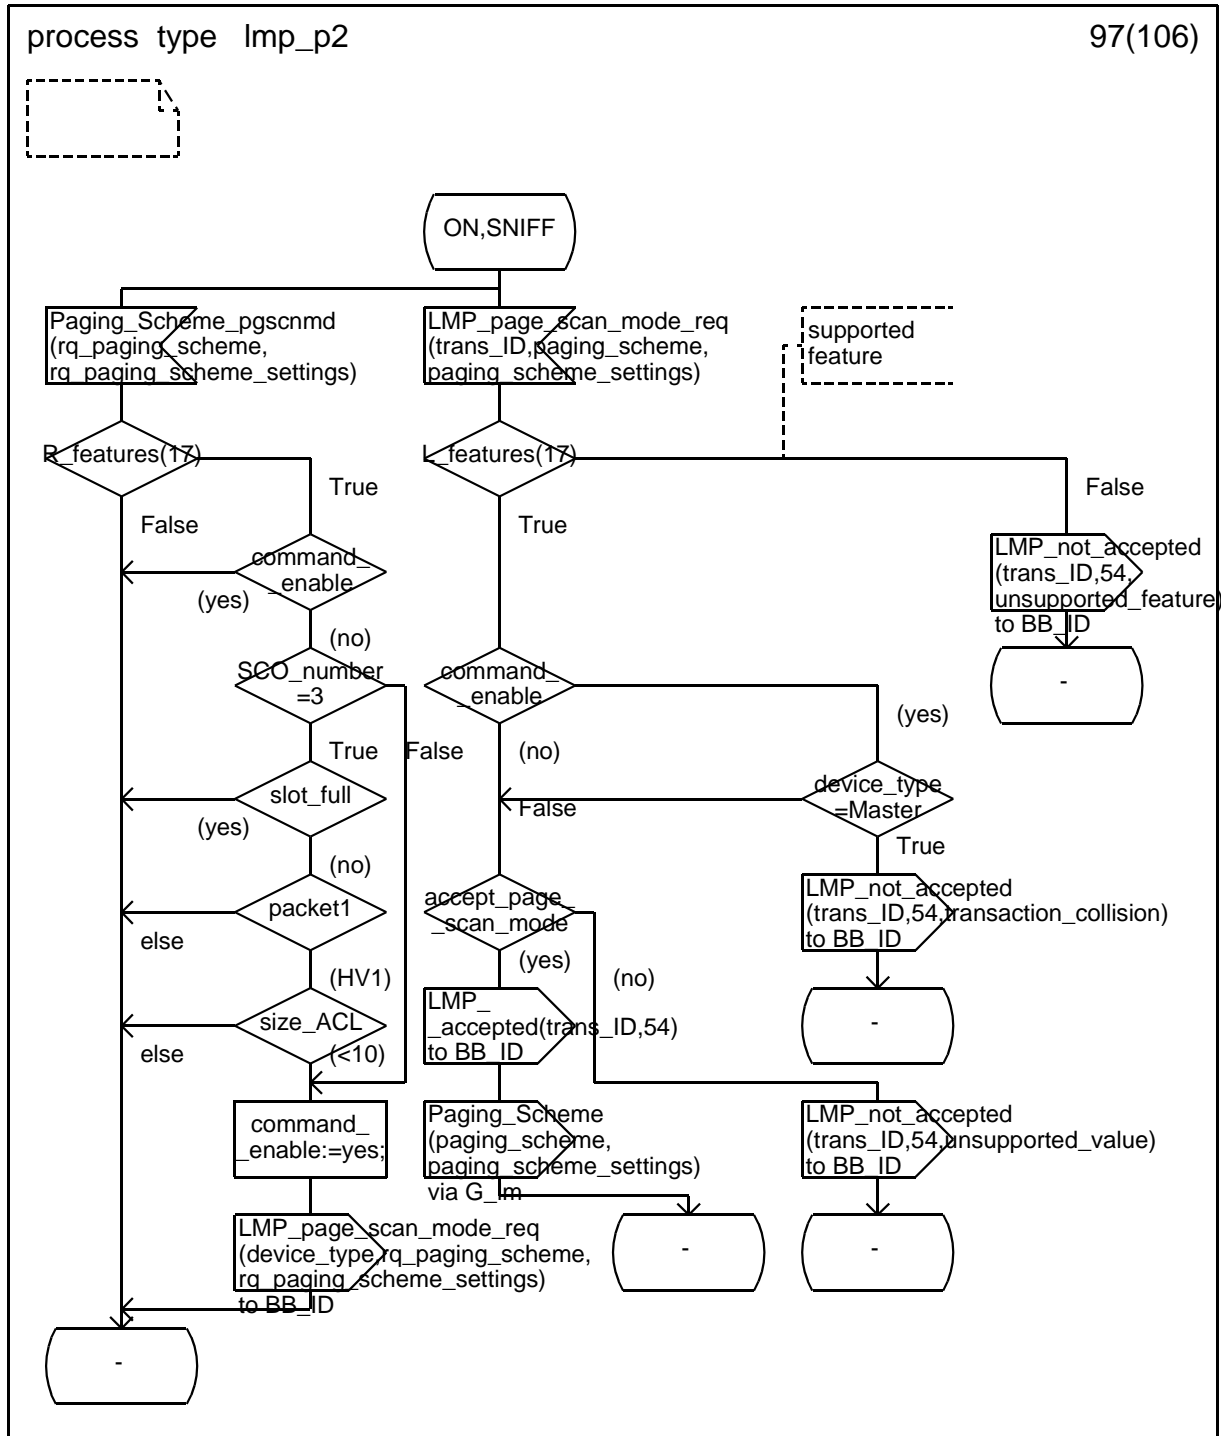 process type lmp_p2
97(106)
ON,SNIFF
Paging_Scheme_pgscnmd
(rq_paging_scheme,
rq_paging_scheme_settings)
LMP_page_scan_mode_req
(trans_ID,paging_scheme,
paging_scheme_settings)
supported
feature
R_features(17)
L_features(17)
True
False
False
True
command_
_enable
(yes)
(no)
LMP_not_accepted
(trans_ID,54,
unsupported_feature)
to BB_ID
-
SCO_number
=3
command_
_enable
(yes)
True
False
(no)
slot_full
(yes)
(no)
False
device_type
=Master
True
packet1
else
(HV1)
accept_page_
_scan_mode
(yes)
(no)
LMP_not_accepted
(trans_ID,54,transaction_collision)
to BB_ID
-
size_ACL
else
(<10)
LMP_
_accepted(trans_ID,54)
to BB_ID
command_
_enable:=yes;
Paging_Scheme
(paging_scheme,
paging_scheme_settings)
via G_lm
LMP_not_accepted
(trans_ID,54,unsupported_value)
to BB_ID
LMP_page_scan_mode_req
(device_type,rq_paging_scheme,
rq_paging_scheme_settings)
to BB_ID
-
-
-